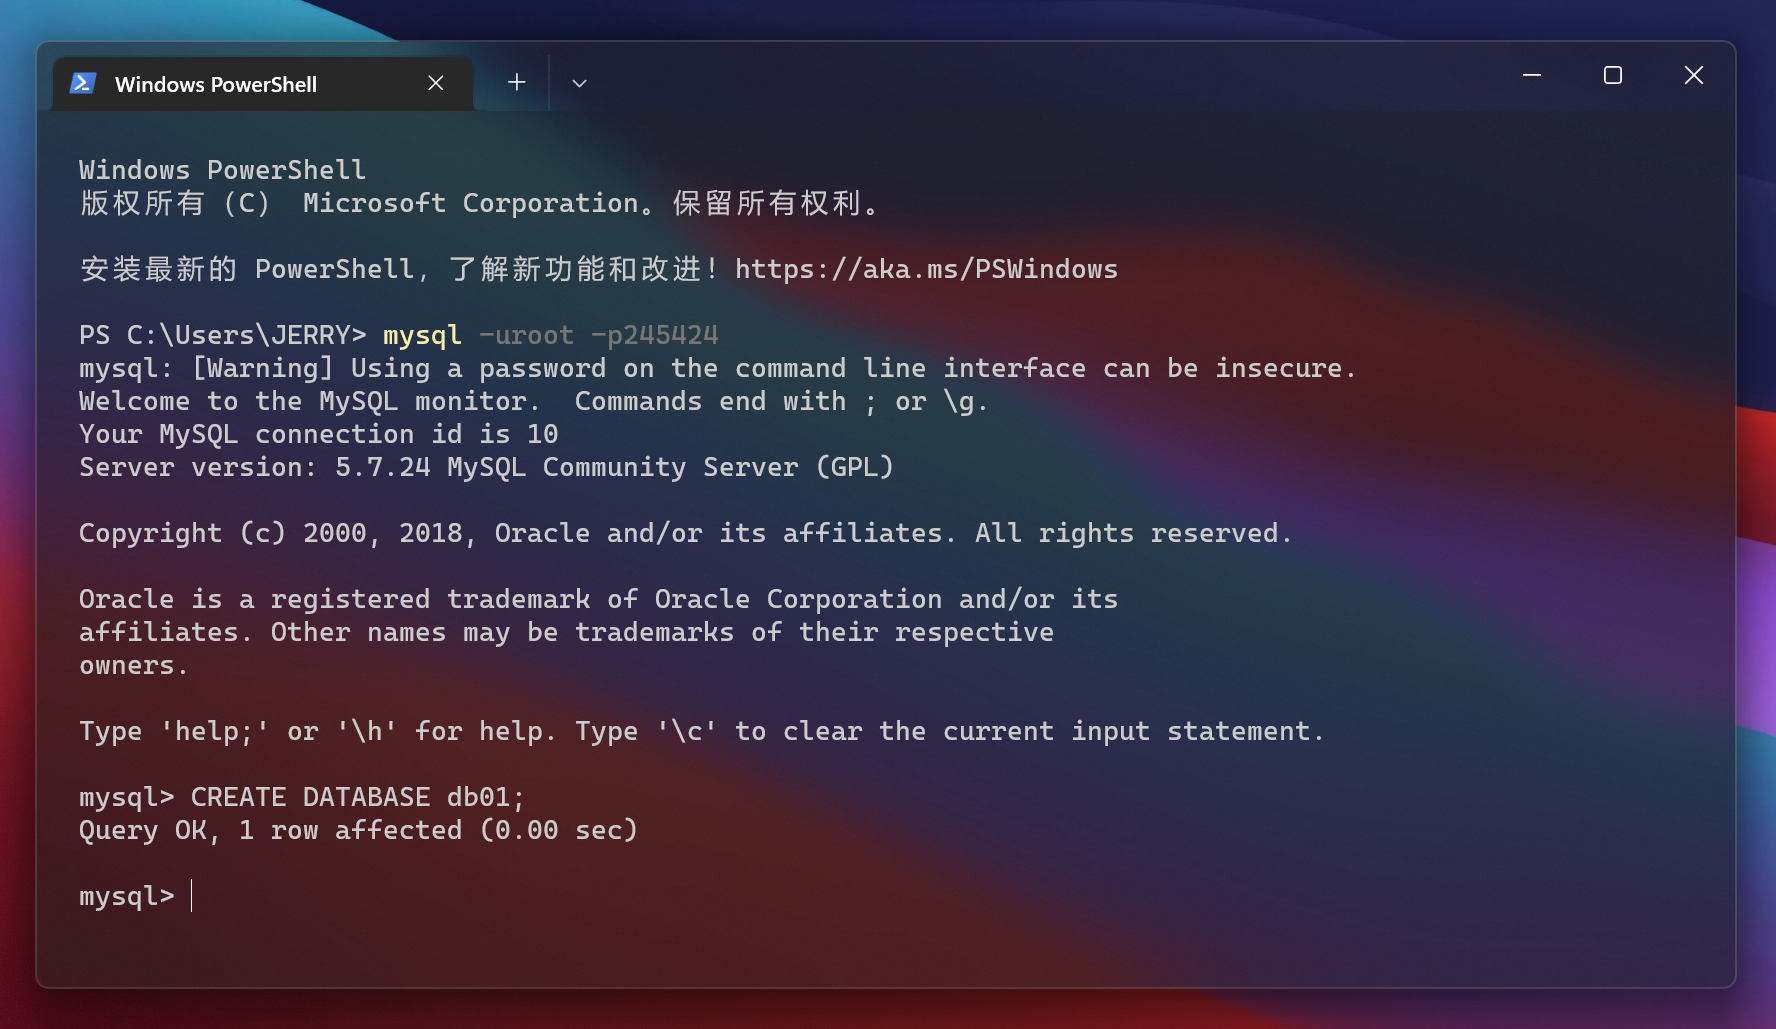 Windows PowerShell
Windows PowerShell
版权所有 (C)  Microsoft Corporation。保留所有权利。
安装最新的 PowerShell，了解新功能和改进！https://aka.ms/PSWindows
PS C:\Users\JERRY> mysql -uroot -p245424
mysql: [Warning] Using a password on the command line interface can be insecure.
Welcome to the MySQL monitor.  Commands end with ; or \g.
Your MySQL connection id is 10
Server version: 5.7.24 MySQL Community Server (GPL)
Copyright (c) 2000, 2018, Oracle and/or its affiliates. All rights reserved.
Oracle is a registered trademark of Oracle Corporation and/or its
affiliates. Other names may be trademarks of their respective
owners.
Type 'help;' or '\h' for help. Type '\c' to clear the current input statement.
mysql> CREATE DATABASE db01;
Query OK, 1 row affected (0.00 sec)
mysql>